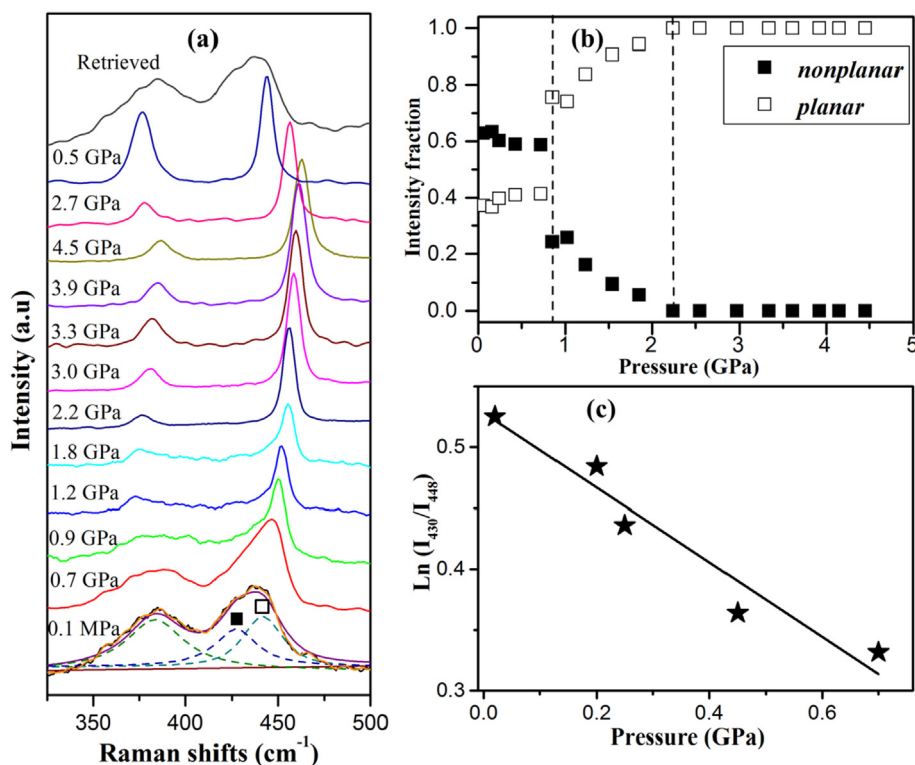 (a)
Retrieved
0.5 GPa
2.7 GPa
4.5 GPa
3.9 GPa
3.3 GPa
3.0 GPa
2.2 GPa
1.8 GPa
1.2 GPa
0.9 GPa
0.7 GPa
0.1 MPa
Intensity (a.u)
350 400 450 500
Raman shifts (cm⁻¹)
(b)
nonplanar
planar
1.0
0.8
0.6
0.4
0.2
0.0
Intensity fraction
0 1 2 3 4 5
Pressure (GPa)
(c)
0.5
0.4
0.3
Ln (I₄₃₀/I₄₄₈)
0.0 0.2 0.4 0.6
Pressure (GPa)